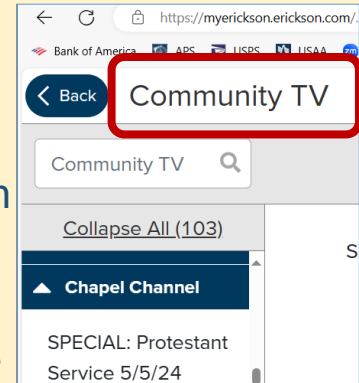 https://myerickson.erickson.com/
Bank of America APS USPS USAA
Back Community TV
Community TV
Collapse All (103)
Chapel Channel
SPECIAL: Protestant
Service 5/5/24